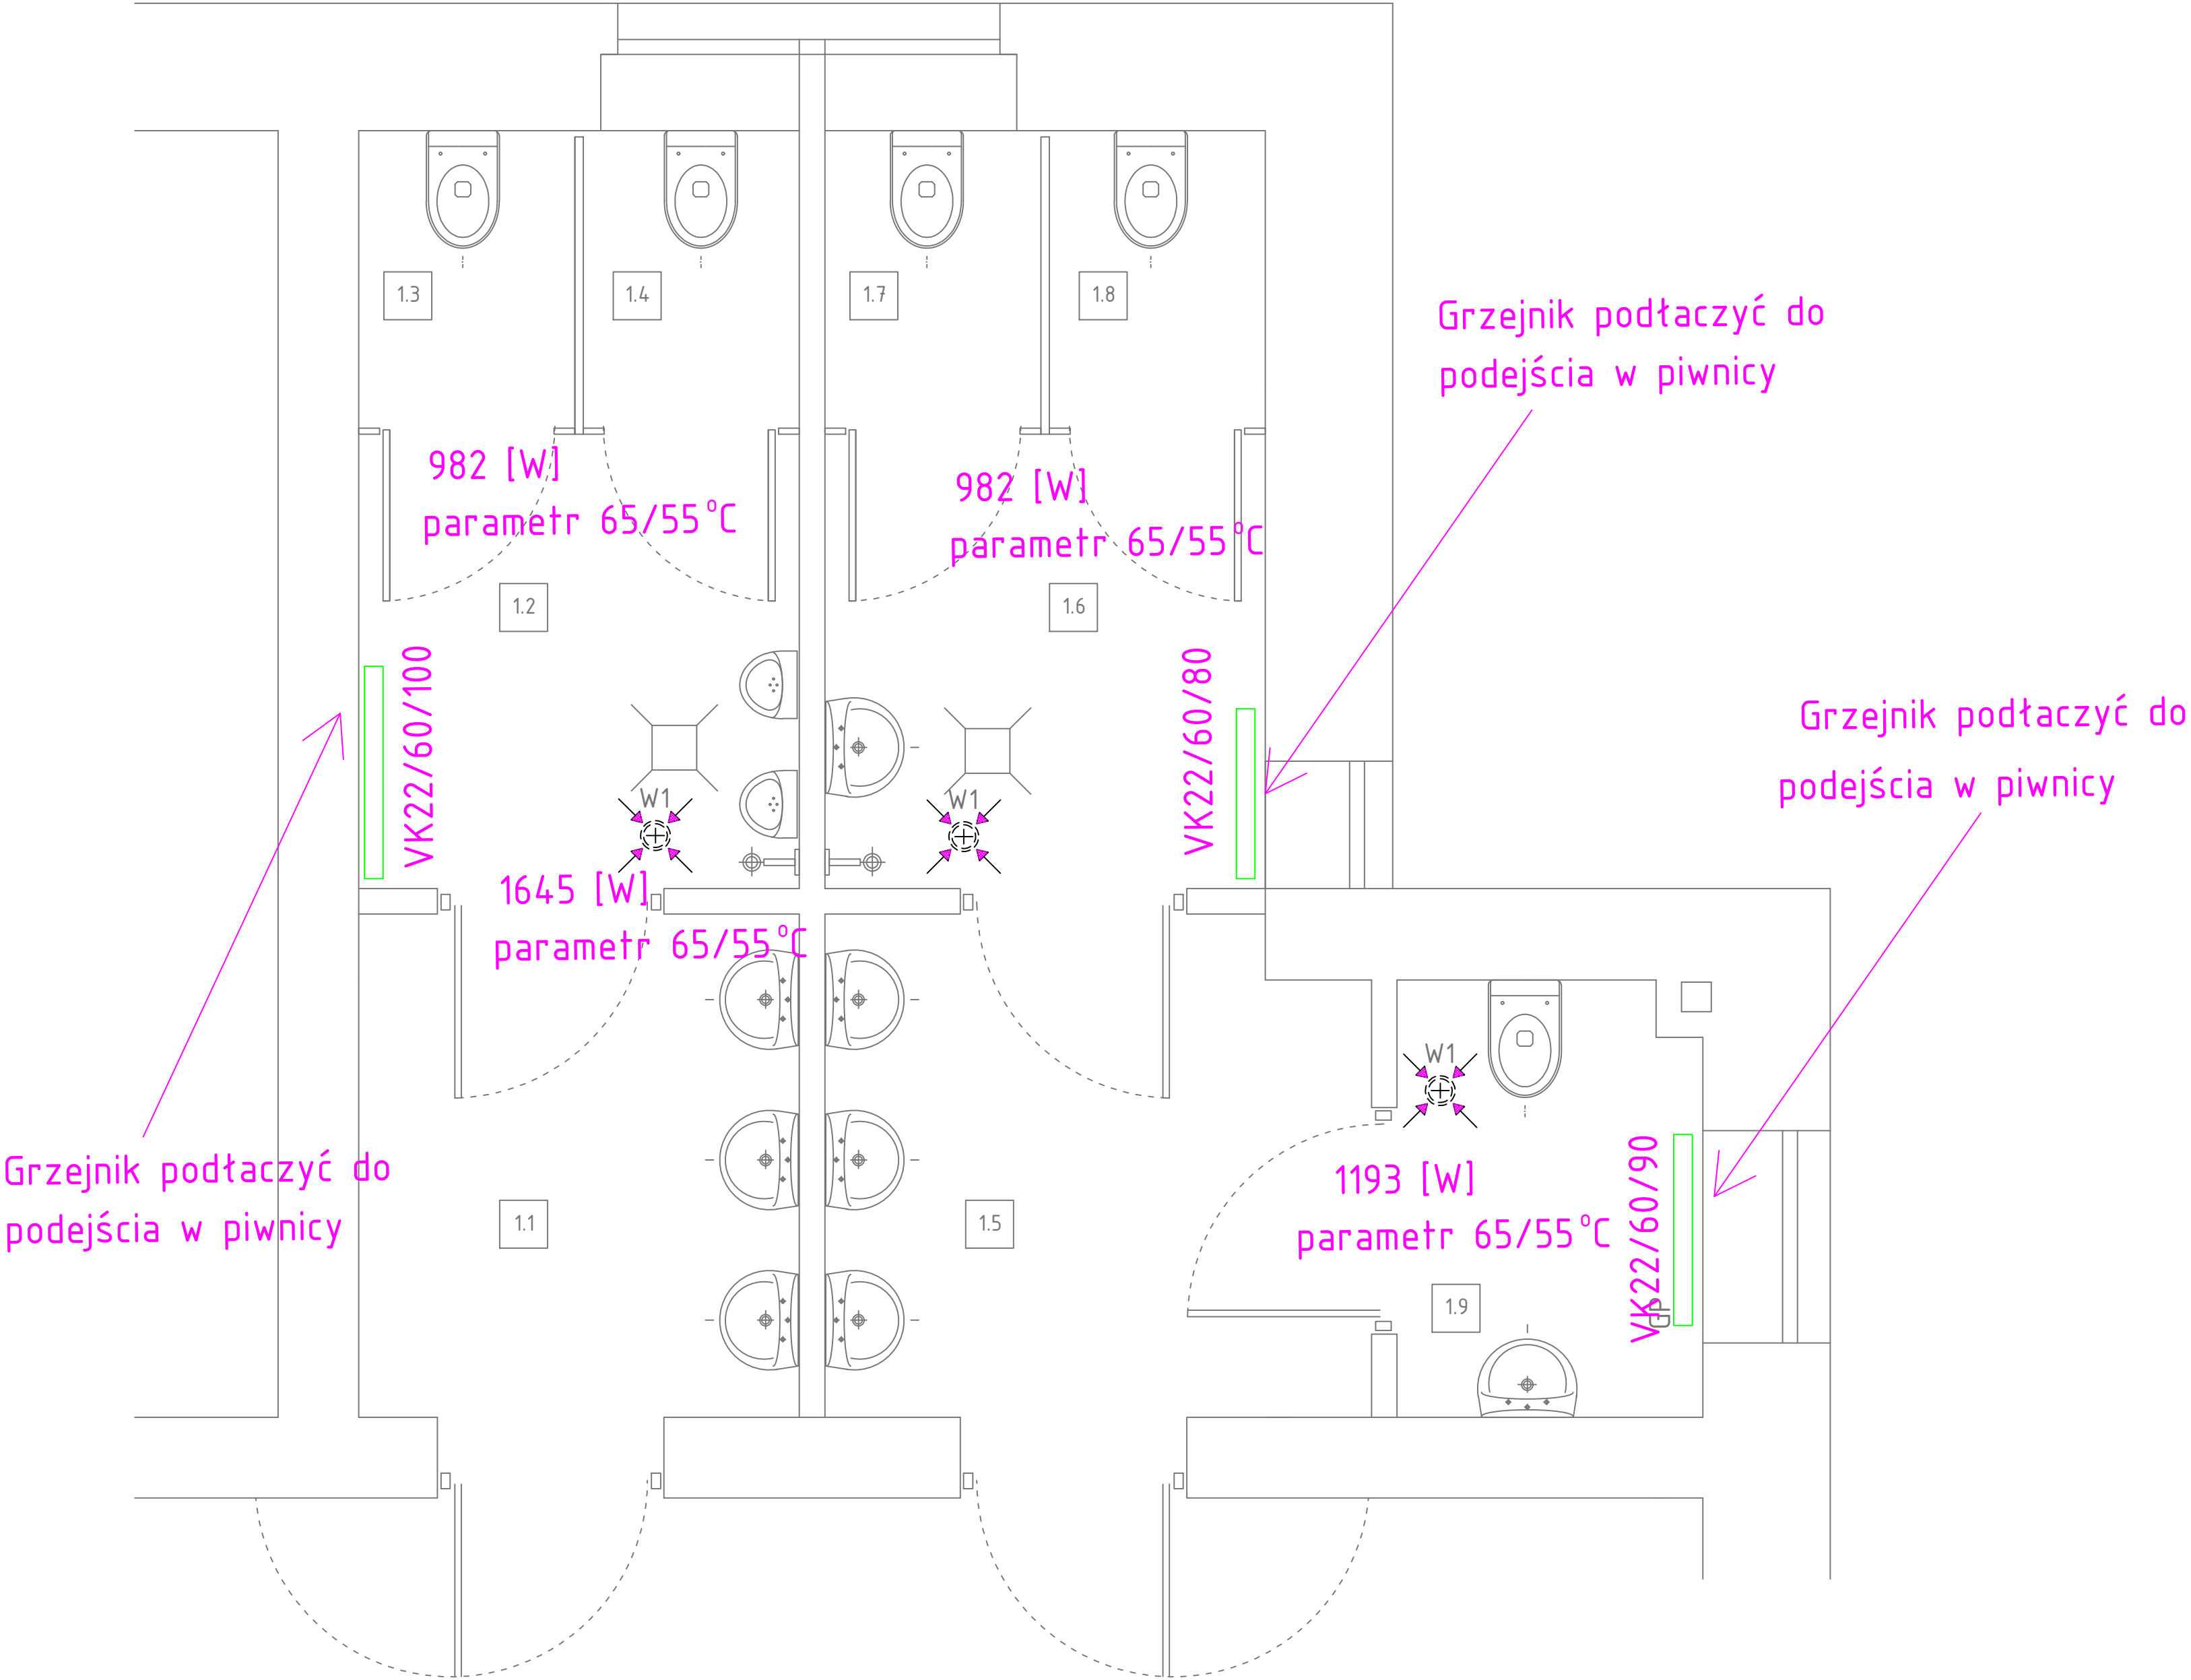 1.3
1.4
1.7
1.8
Grzejnik podłaczyć do
podejścia w piwnicy
982 [W]
parametr 65/55°C
982 [W]
parametr 65/55°C
1.2
1.6
VK22/60/100
VK22/60/80
W1
W1
Grzejnik podłaczyć do
podejścia w piwnicy
1645 [W]
parametr 65/55°C
W1
Grzejnik podłaczyć do
podejścia w piwnicy
1193 [W]
parametr 65/55°C
VK22/60/90
GP
1.1
1.5
1.9